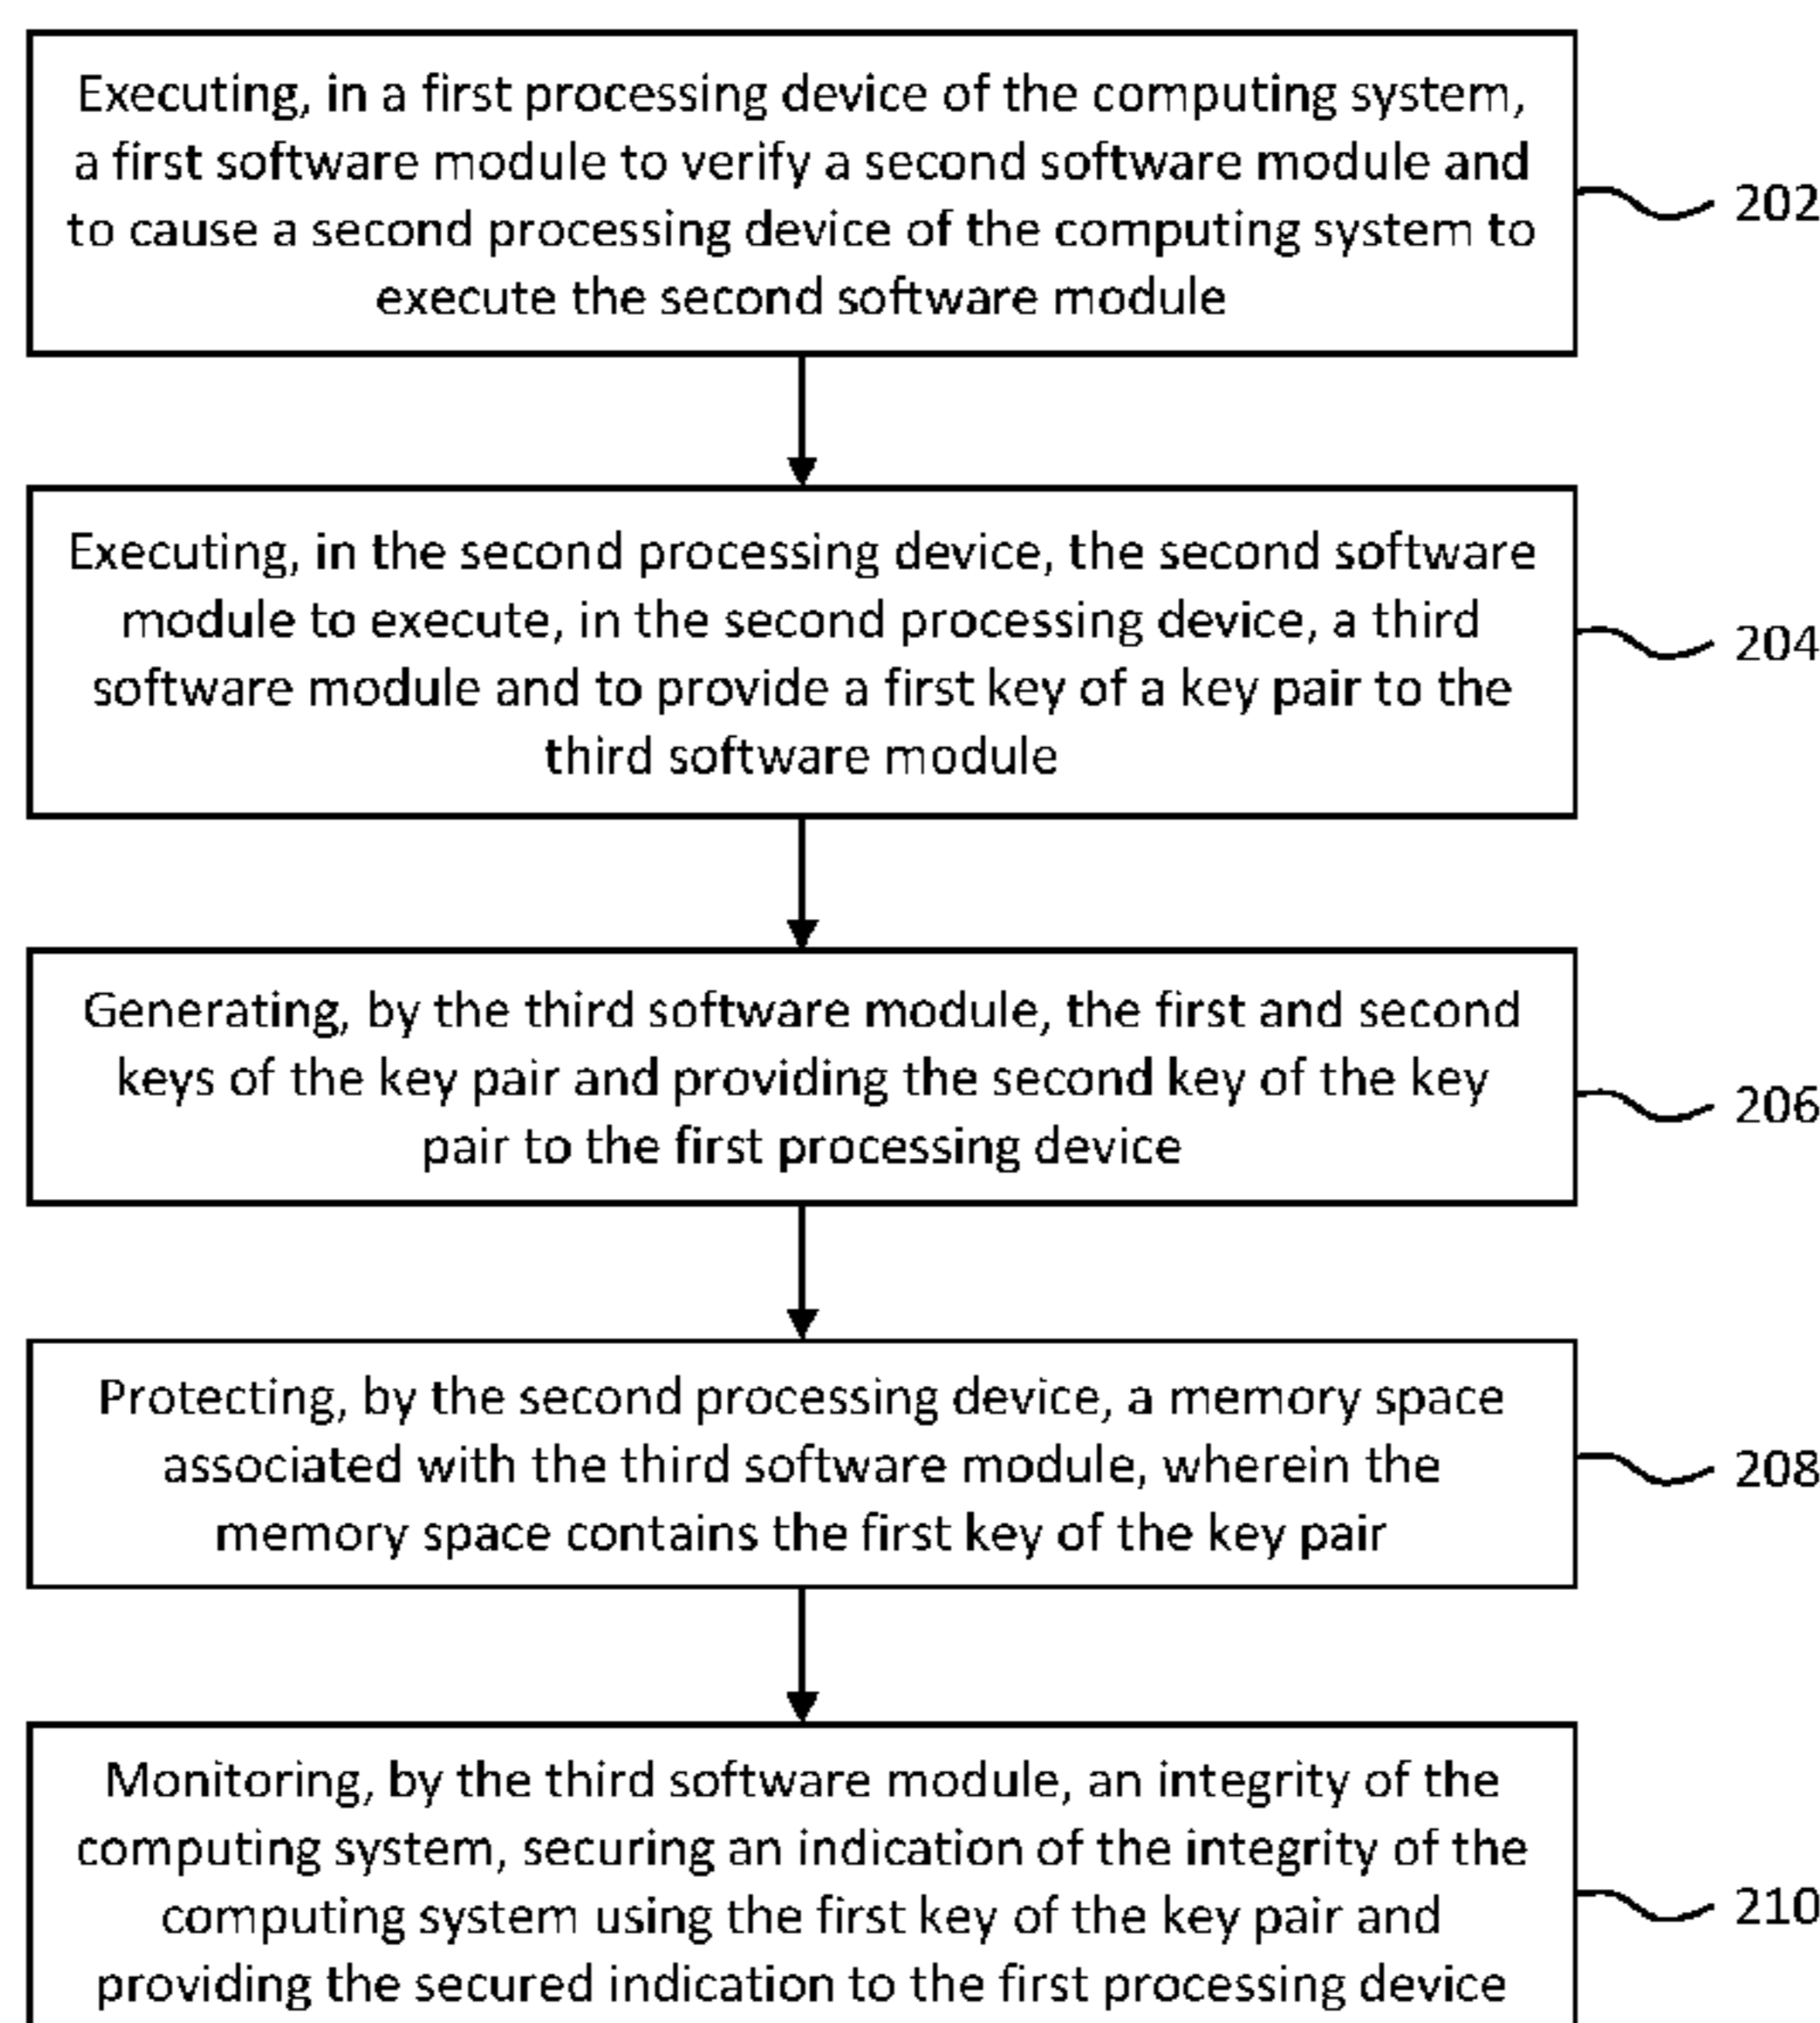 Executing, in a first processing device of the computing system,
a first software module to verify a second software module and
to cause a second processing device of the computing system to
execute the second software module
202
Executing, in the second processing device, the second software
module to execute, in the second processing device, a third
software module and to provide a first key of a key pair to the
third software module
204
Generating, by the third software module, the first and second
keys of the key pair and providing the second key of the key
pair to the first processing device
206
Protecting, by the second processing device, a memory space
associated with the third software module, wherein the
memory space contains the first key of the key pair
208
Monitoring, by the third software module, an integrity of the
computing system, securing an indication of the integrity of the
computing system using the first key of the key pair and
providing the secured indication to the first processing device
210